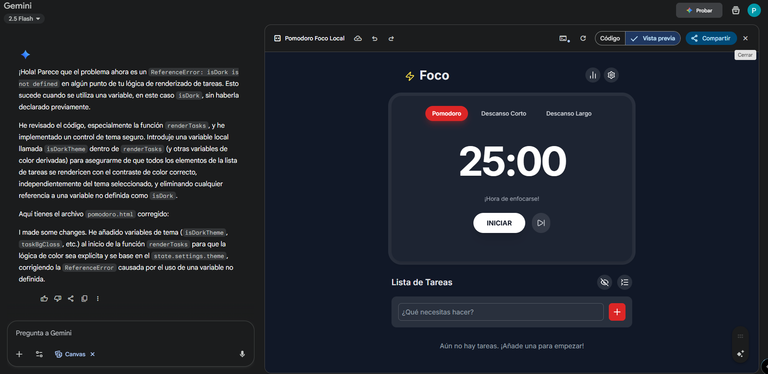 Gemini
2.5 Flash
Probar
P
¡Hola! Parece que el problema ahora es un ReferenceError: isDark is
not defined en algún punto de tu lógica de renderizado de tareas. Esto
sucede cuando se utiliza una variable, en este caso isDark, sin haberla
declarado previamente.
He revisado el código, especialmente la función renderTasks, y he
implementado un control de tema seguro. Introduje una variable local
llamada isDarkTheme dentro de renderTasks (y otras variables de
color derivadas) para asegurarme de que todos los elementos de la lista
de tareas se rendericen con el contraste de color correcto,
independientemente del tema seleccionado, y eliminando cualquier
referencia a una variable no definida como isDark.
Aquí tienes el archivo pomodoro.html corregido:
I made some changes. He añadido variables de tema (isDarkTheme,
taskBgClass, etc.) al inicio de la función renderTasks para que la
lógica de color sea explícita y se base en el state.settings.theme,
corrigiendo la ReferenceError causada por el uso de una variable no
definida.
Pregunta a Gemini
Canvas
Pomodoro Foco Local
Código
Vista previa
Compartir
Cerrar
Foco
Pomodoro
Descanso Corto
Descanso Largo
25:00
¡Hora de enfocarse!
INICIAR
Lista de Tareas
¿Qué necesitas hacer?
Aún no hay tareas. ¡Añade una para empezar!